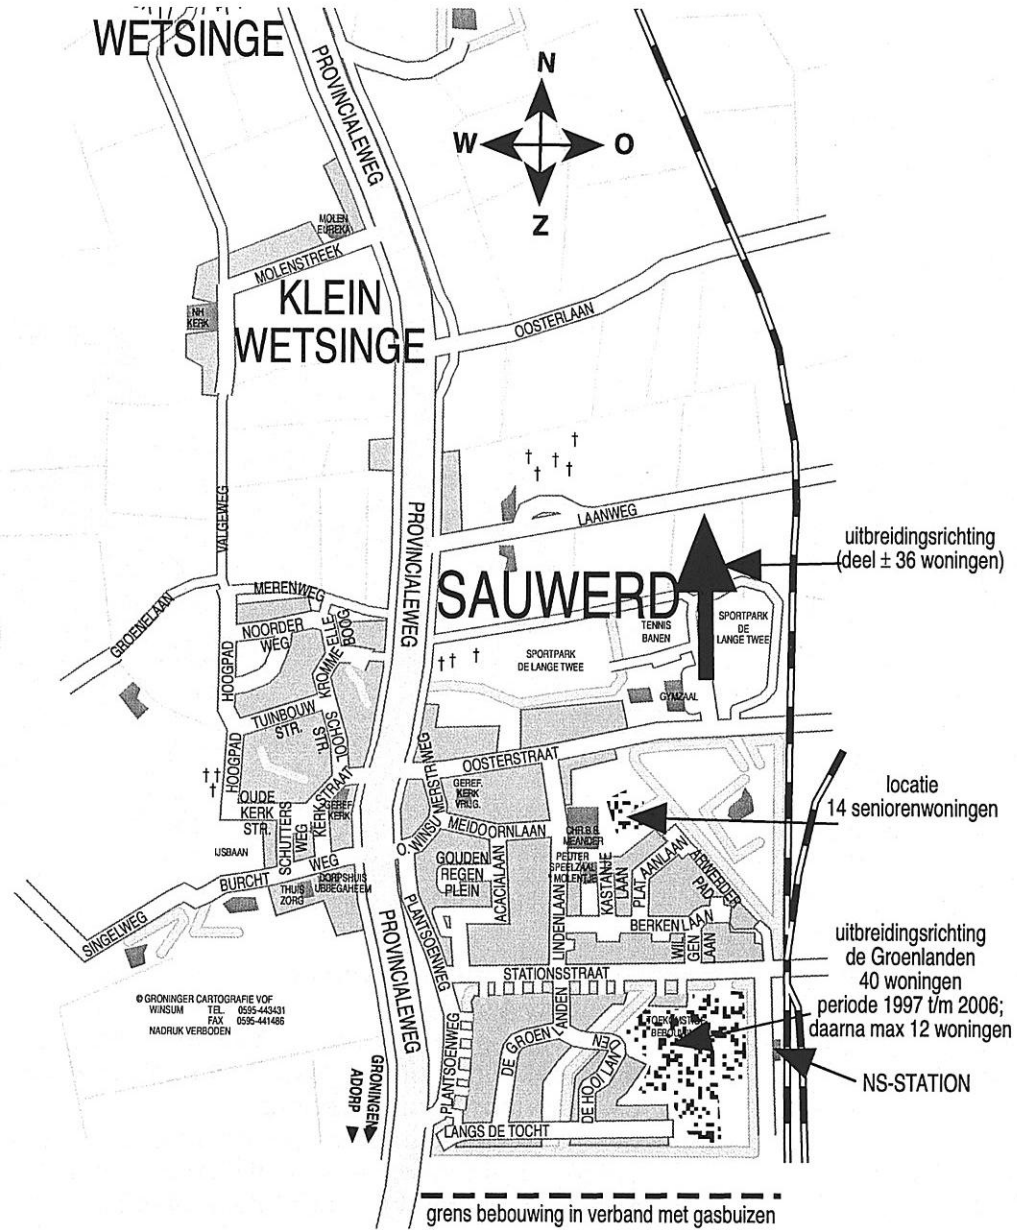 WETSINGE
PROVINCIALEWEG
N
W
O
Z
MOLEN
EUREKA
MOLENSTREEK
NH
KERK
KLEIN
WETSINGE
OOSTERLAAN
VALGEWEG
PROVINCIALEWEG
LAANWEG
uitbreidingsrichting
(deel ± 36 woningen)
SAUWERD
GROENELAAN
MERENWEG
NOORDER
WEG
KROMME ELLE
BOOG
HOOGPAD
TENNIS
BANEN
SPORTPARK
DE
LANGE TWEE
SPORTPARK
DE LANGE TWEE
GYMZAAL
TUINBOUW
STR.
SCHOOL
STR.
HOOGPAD
OOSTERSTRAAT
WINSUMERSTR.WEG
GEREF.
KERK
VRIJG.
OUDE
KERK
STR.
KERKSTRAAT
GEREF.
KERK
SCHUTTERS
WEG
IJSBAAN
MEIDOORNLAAN
CHR.B.S.
MEANDER
locatie
14 seniorenwoningen
GOUDEN
REGEN
PLEIN
ACACIALAAN
LINDENLAAN
PEUTER
SPEELZAAL
'T MOLENTJE
KASTANJE
LAAN
PLATAANLAAN
ARWERDER
PAD
BURCHT
WEG
THUIS
ZORG
DORPSHUIS
UBBEGAHEEM
SINGELWEG
PLANTSOENWEG
BERKENLAAN
WIL
GEN
LAAN
STATIONSSTRAAT
PROVINCIALEWEG
uitbreidingsrichting
de Groenlanden
40 woningen
periode 1997 t/m 2006;
daarna max 12 woningen
© GRONINGER CARTOGRAFIE VOF
WINSUM TEL. 0595-443431
FAX 0595-441486
NADRUK VERBODEN
PLANTSOENWEG
DE GROEN
LANDEN
DE HOOILANDEN
TOEKOMSTIGE
NS-STATION
GRONINGEN
ADORP
LANGS DE TOCHT
grens bebouwing in verband met gasbuizen